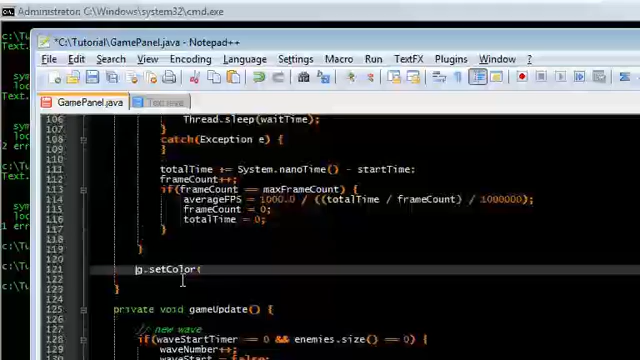 Administrator: C:\Windows\system32\cmd.exe
*C:\Tutorial\GamePanel.java - Notepad++
File Edit Search View Encoding Language Settings Macro Run TextFX Plugins Window ?
GamePanel.java Text.java
106 Thread.sleep(waitTime);
107 }
108 catch(Exception e) {
109 }
110
111 totalTime += System.nanoTime() - startTime;
112 frameCount++;
113 if(frameCount == maxFrameCount) {
114 averageFPS = 1000.0 / ((totalTime / frameCount) / 1000000);
115 frameCount = 0;
116 totalTime = 0;
117 }
118
119 }
120
121 g.setColor(
122
123 }
124
125 private void gameUpdate() {
126
127 // new wave
128 if(waveStartTimer == 0 && enemies.size() == 0) {
129 waveNumber++;